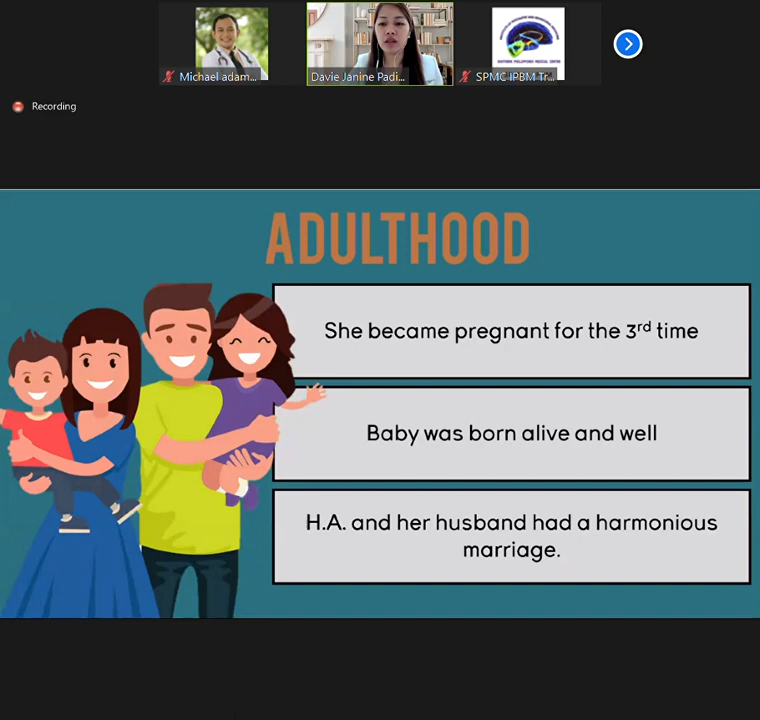 Michael adam...
Davie Janine Padi...
SPMC IPBM Tr...
Recording
ADULTHOOD
She became pregnant for the 3rd time
Baby was born alive and well
H.A. and her husband had a harmonious
marriage.